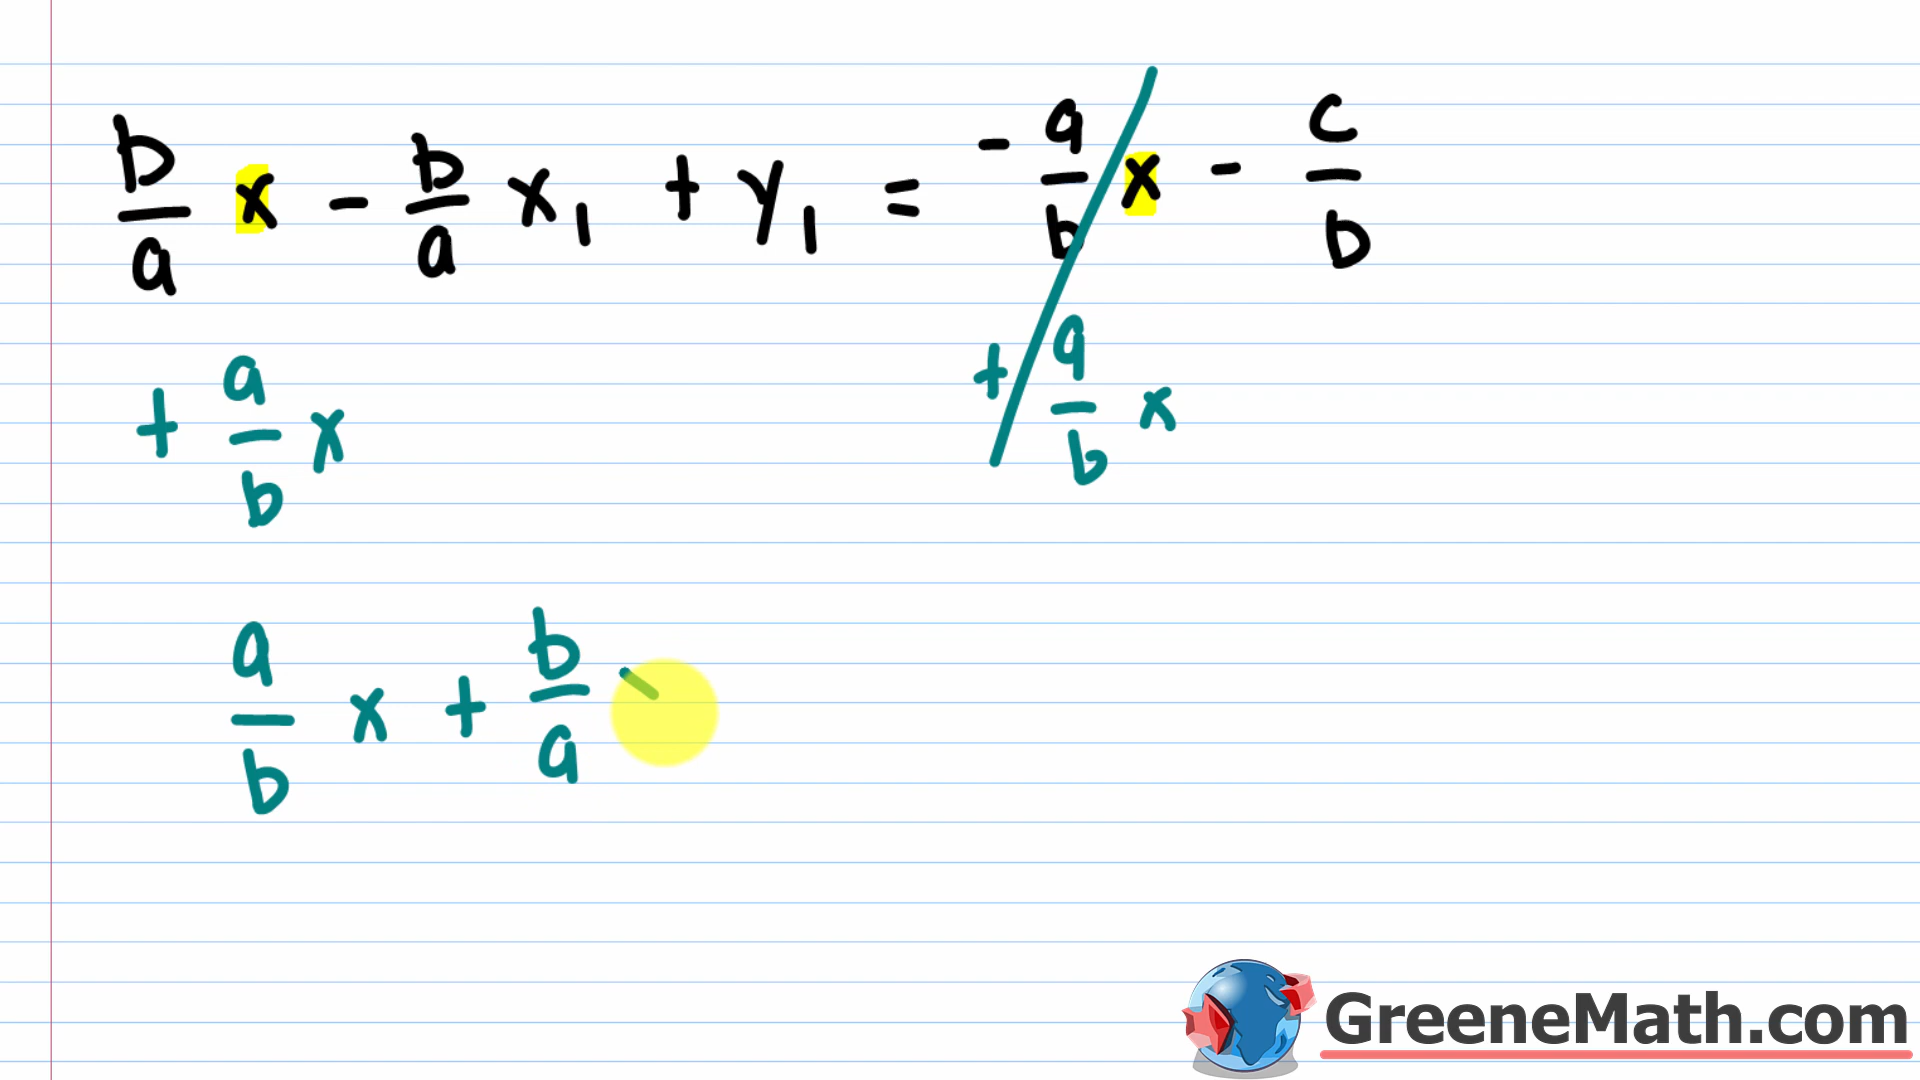 b/a x - b/a x₁ + y₁ = - a/b x - c/b
+ a/b x + a/b x
a/b x + b/a
GreeneMath.com